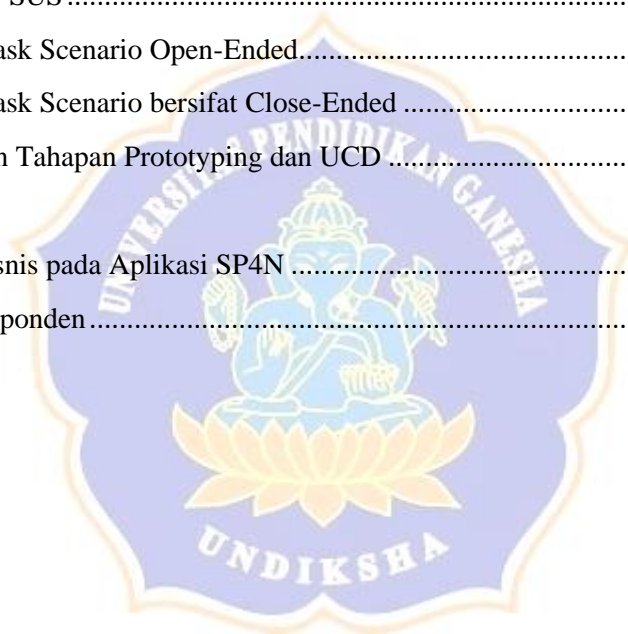 SUS ................................................................
ask Scenario Open-Ended................................................................
ask Scenario bersifat Close-Ended ................................................................
n Tahapan Prototyping dan UCD ................................................................
UNIVERSITAS PENDIDIKAN GANESHA
snis pada Aplikasi SP4N ................................................................
ponden ................................................................
UNDIKSHA